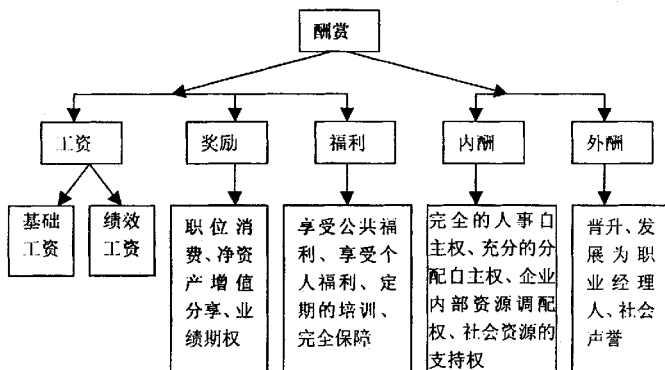 酬赏
工资
奖励
福利
内酬
外酬
基础
工资
绩效
工资
职位消
费、净资
产增值
分享、业
绩期权
享受公共福
利、享受个
人福利、定
期的培训、
完全保障
完全的人事自
主权、充分的分
配自主权、企业
内部资源调配
权、社会资源的
支持权
晋升、发
展为职
业经理
人、社会
声誉